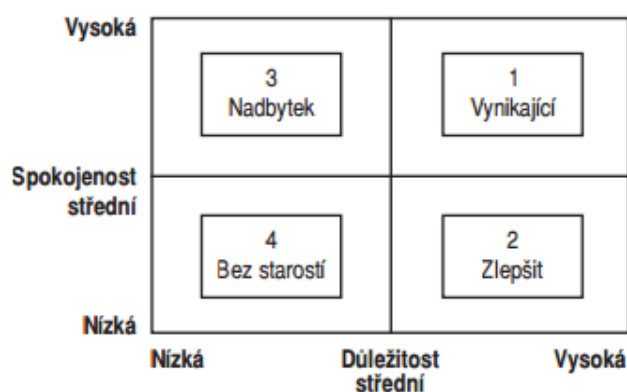 Vysoká
3
Nadbytek
1
Vynikající
Spokojenost
střední
4
Bez starostí
2
Zlepšit
Nízká
Nízká
Důležitost
střední
Vysoká